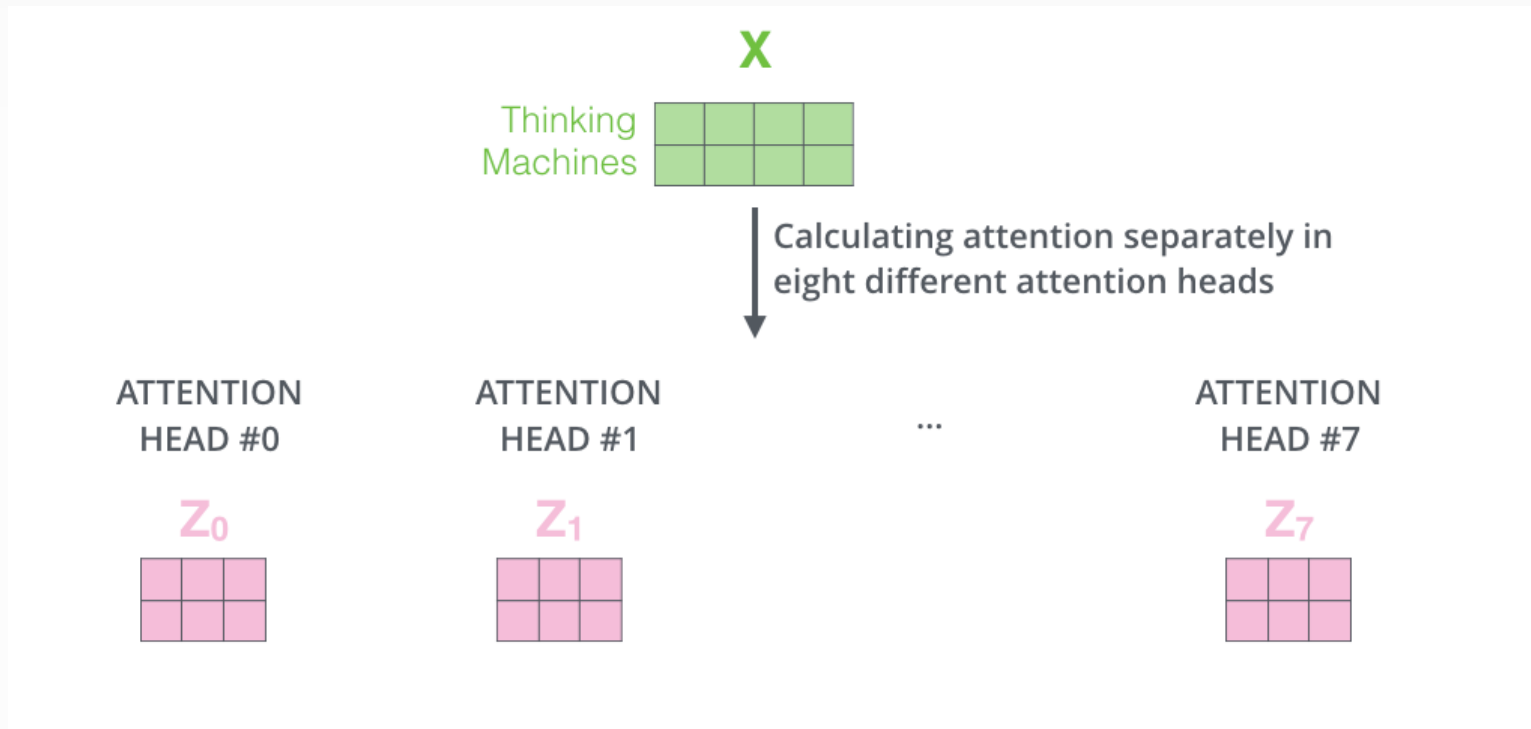 X
Thinking
Machines
Calculating attention separately in
eight different attention heads
ATTENTION
HEAD #0
ATTENTION
HEAD #1
...
ATTENTION
HEAD #7
Z0
Z1
Z7